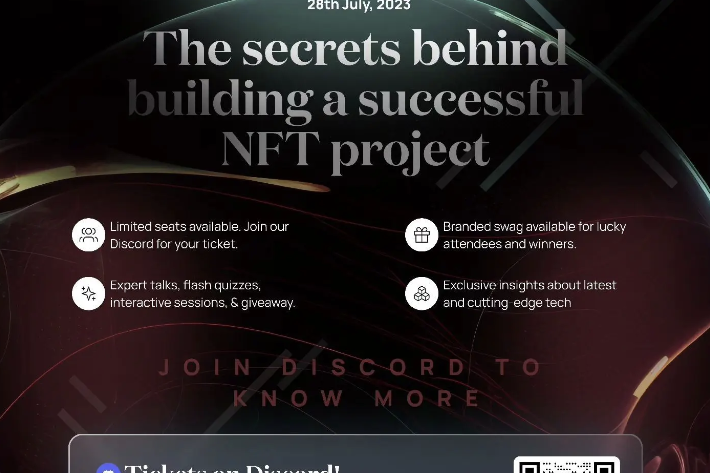 28th July, 2023
The secrets behind
building a successful
NFT project
Limited seats available. Join our
Discord for your ticket.
Branded swag available for lucky
attendees and winners.
Expert talks, flash quizzes,
interactive sessions, & giveaway.
Exclusive insights about latest
and cutting-edge tech
JOIN DISCORD TO
KNOW MORE
Tickets on Discord!